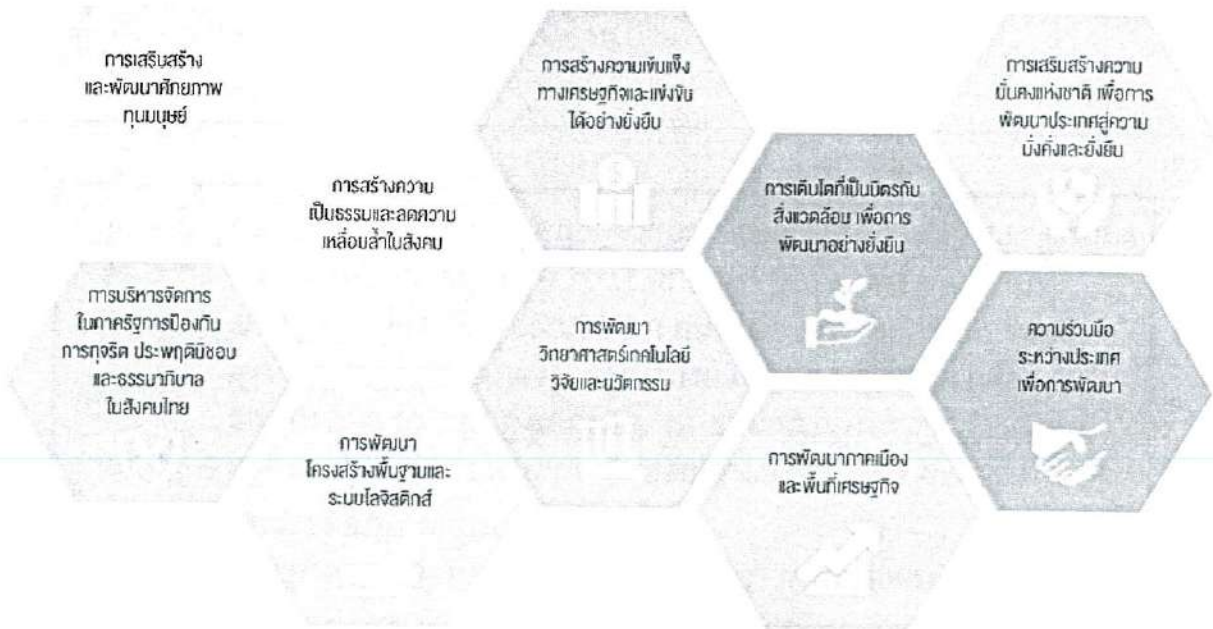 การเสริมสร้าง
และพัฒนาศักยภาพ
ทุนมนุษย์
การสร้างความ
เป็นธรรมและลดความ
เหลื่อมล้ำในสังคม
การสร้างความเข้มแข็ง
ทางเศรษฐกิจและแข่งขัน
ได้อย่างยั่งยืน
การเติบโตที่เป็นมิตรกับ
สิ่งแวดล้อม เพื่อการ
พัฒนาอย่างยั่งยืน
การเสริมสร้างความ
มั่นคงแห่งชาติ เพื่อการ
พัฒนาประเทศสู่ความ
มั่งคั่งและยั่งยืน
การบริหารจัดการ
ในภาครัฐการป้องกัน
การทุจริต ประพฤติมิชอบ
และธรรมาภิบาล
ในสังคมไทย
การพัฒนา
โครงสร้างพื้นฐานและ
ระบบโลจิสติกส์
การพัฒนา
วิทยาศาสตร์เทคโนโลยี
วิจัยและนวัตกรรม
การพัฒนาภาคเมือง
และพื้นที่เศรษฐกิจ
ความร่วมมือ
ระหว่างประเทศ
เพื่อการพัฒนา